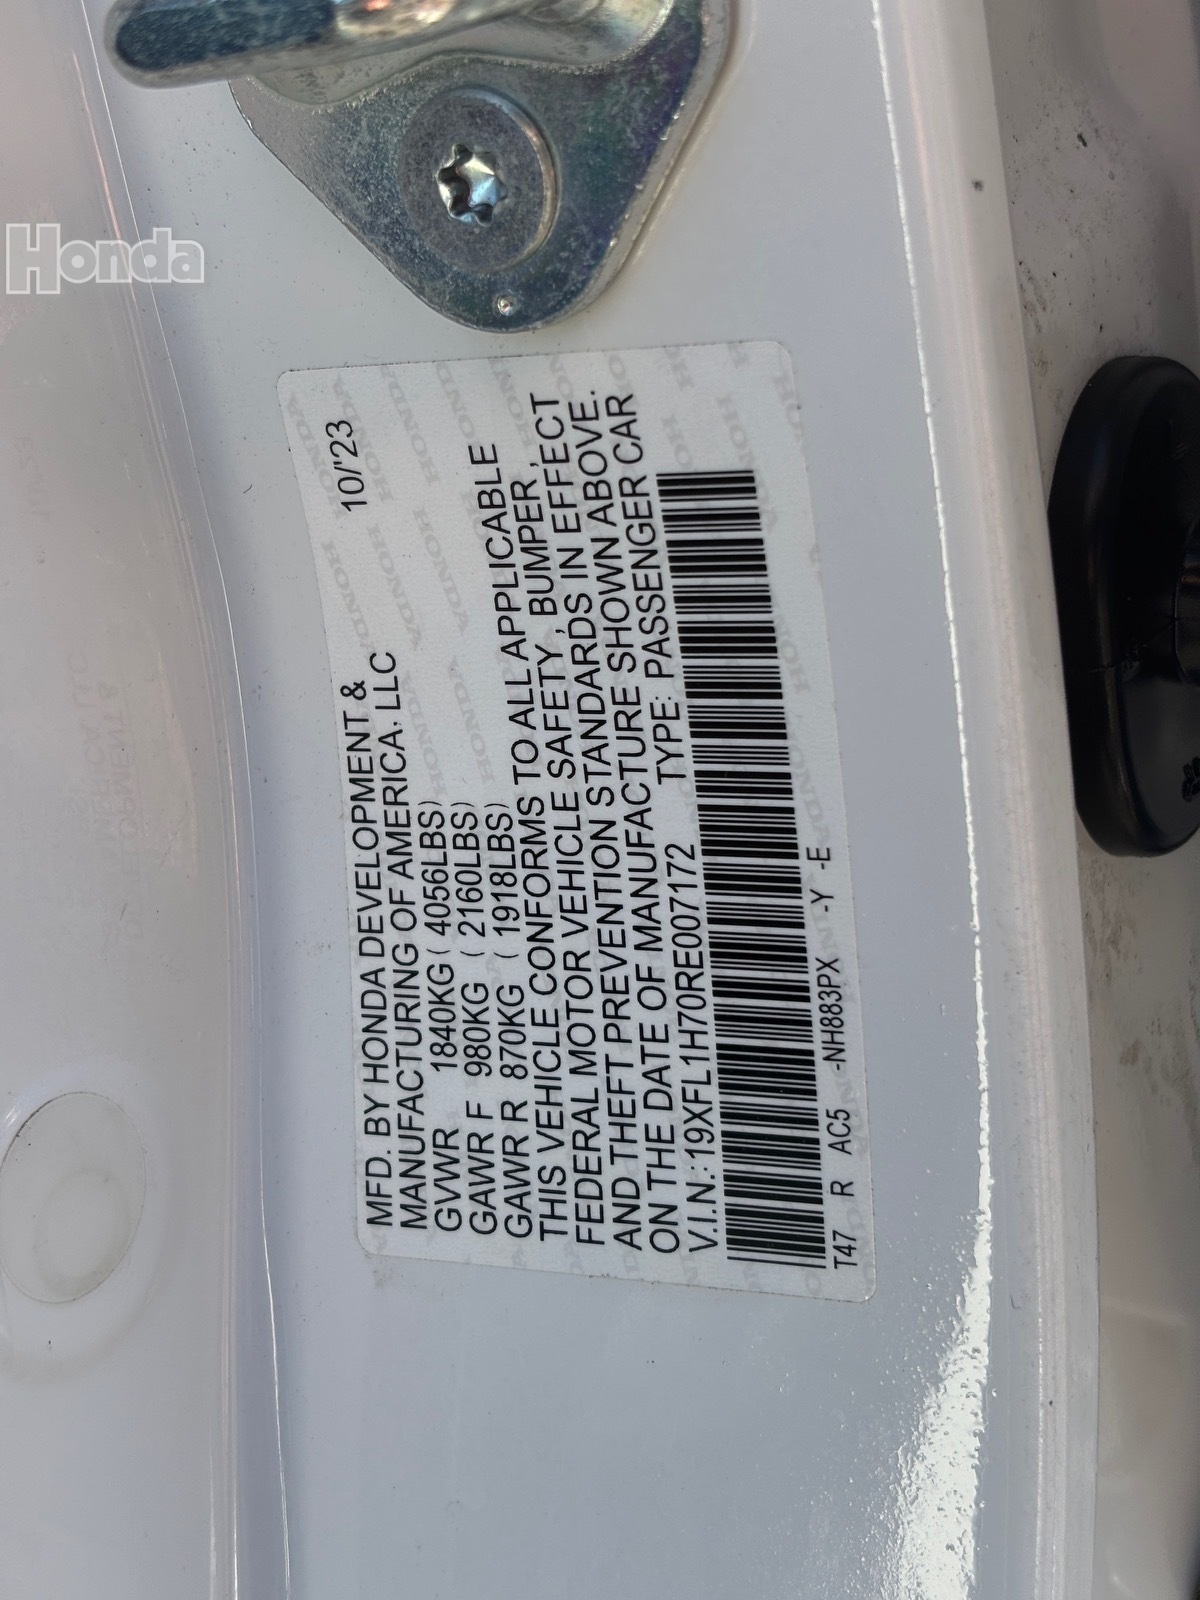 Honda
MFD. BY HONDA DEVELOPMENT & 10/'23
MANUFACTURING OF AMERICA, LLC
GVWR 1840KG ( 4056LBS)
GAWR F 980KG ( 2160LBS)
GAWR R 870KG ( 1918LBS)
THIS VEHICLE CONFORMS TO ALL APPLICABLE
FEDERAL MOTOR VEHICLE SAFETY, BUMPER,
AND THEFT PREVENTION STANDARDS IN EFFECT
ON THE DATE OF MANUFACTURE SHOWN ABOVE.
V.I.N.:19XFL1H70RE007172 TYPE: PASSENGER CAR
T47 R AC5 -NH883PX -Y -E